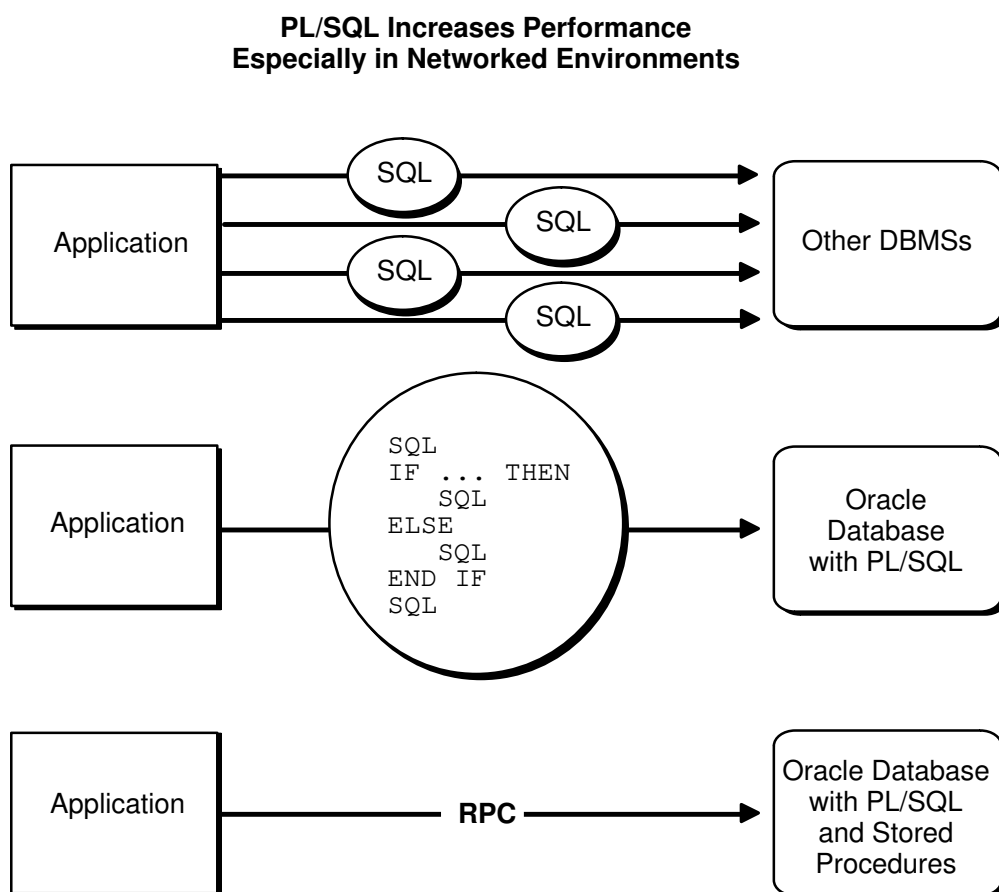 PL/SQL Increases Performance
Especially in Networked Environments
Application
SQL
SQL
SQL
SQL
Other DBMSs
Application
SQL
IF ... THEN
SQL
ELSE
SQL
END IF
SQL
Oracle
Database
with PL/SQL
Application
RPC
Oracle Database
with PL/SQL
and Stored
Procedures